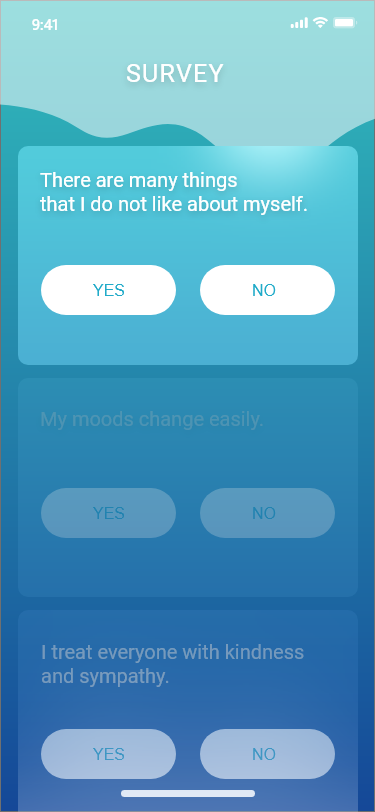 9:41
SURVEY
There are many things
that I do not like about myself.
YES NO
My moods change easily.
YES NO
I treat everyone with kindness
and sympathy.
YES NO